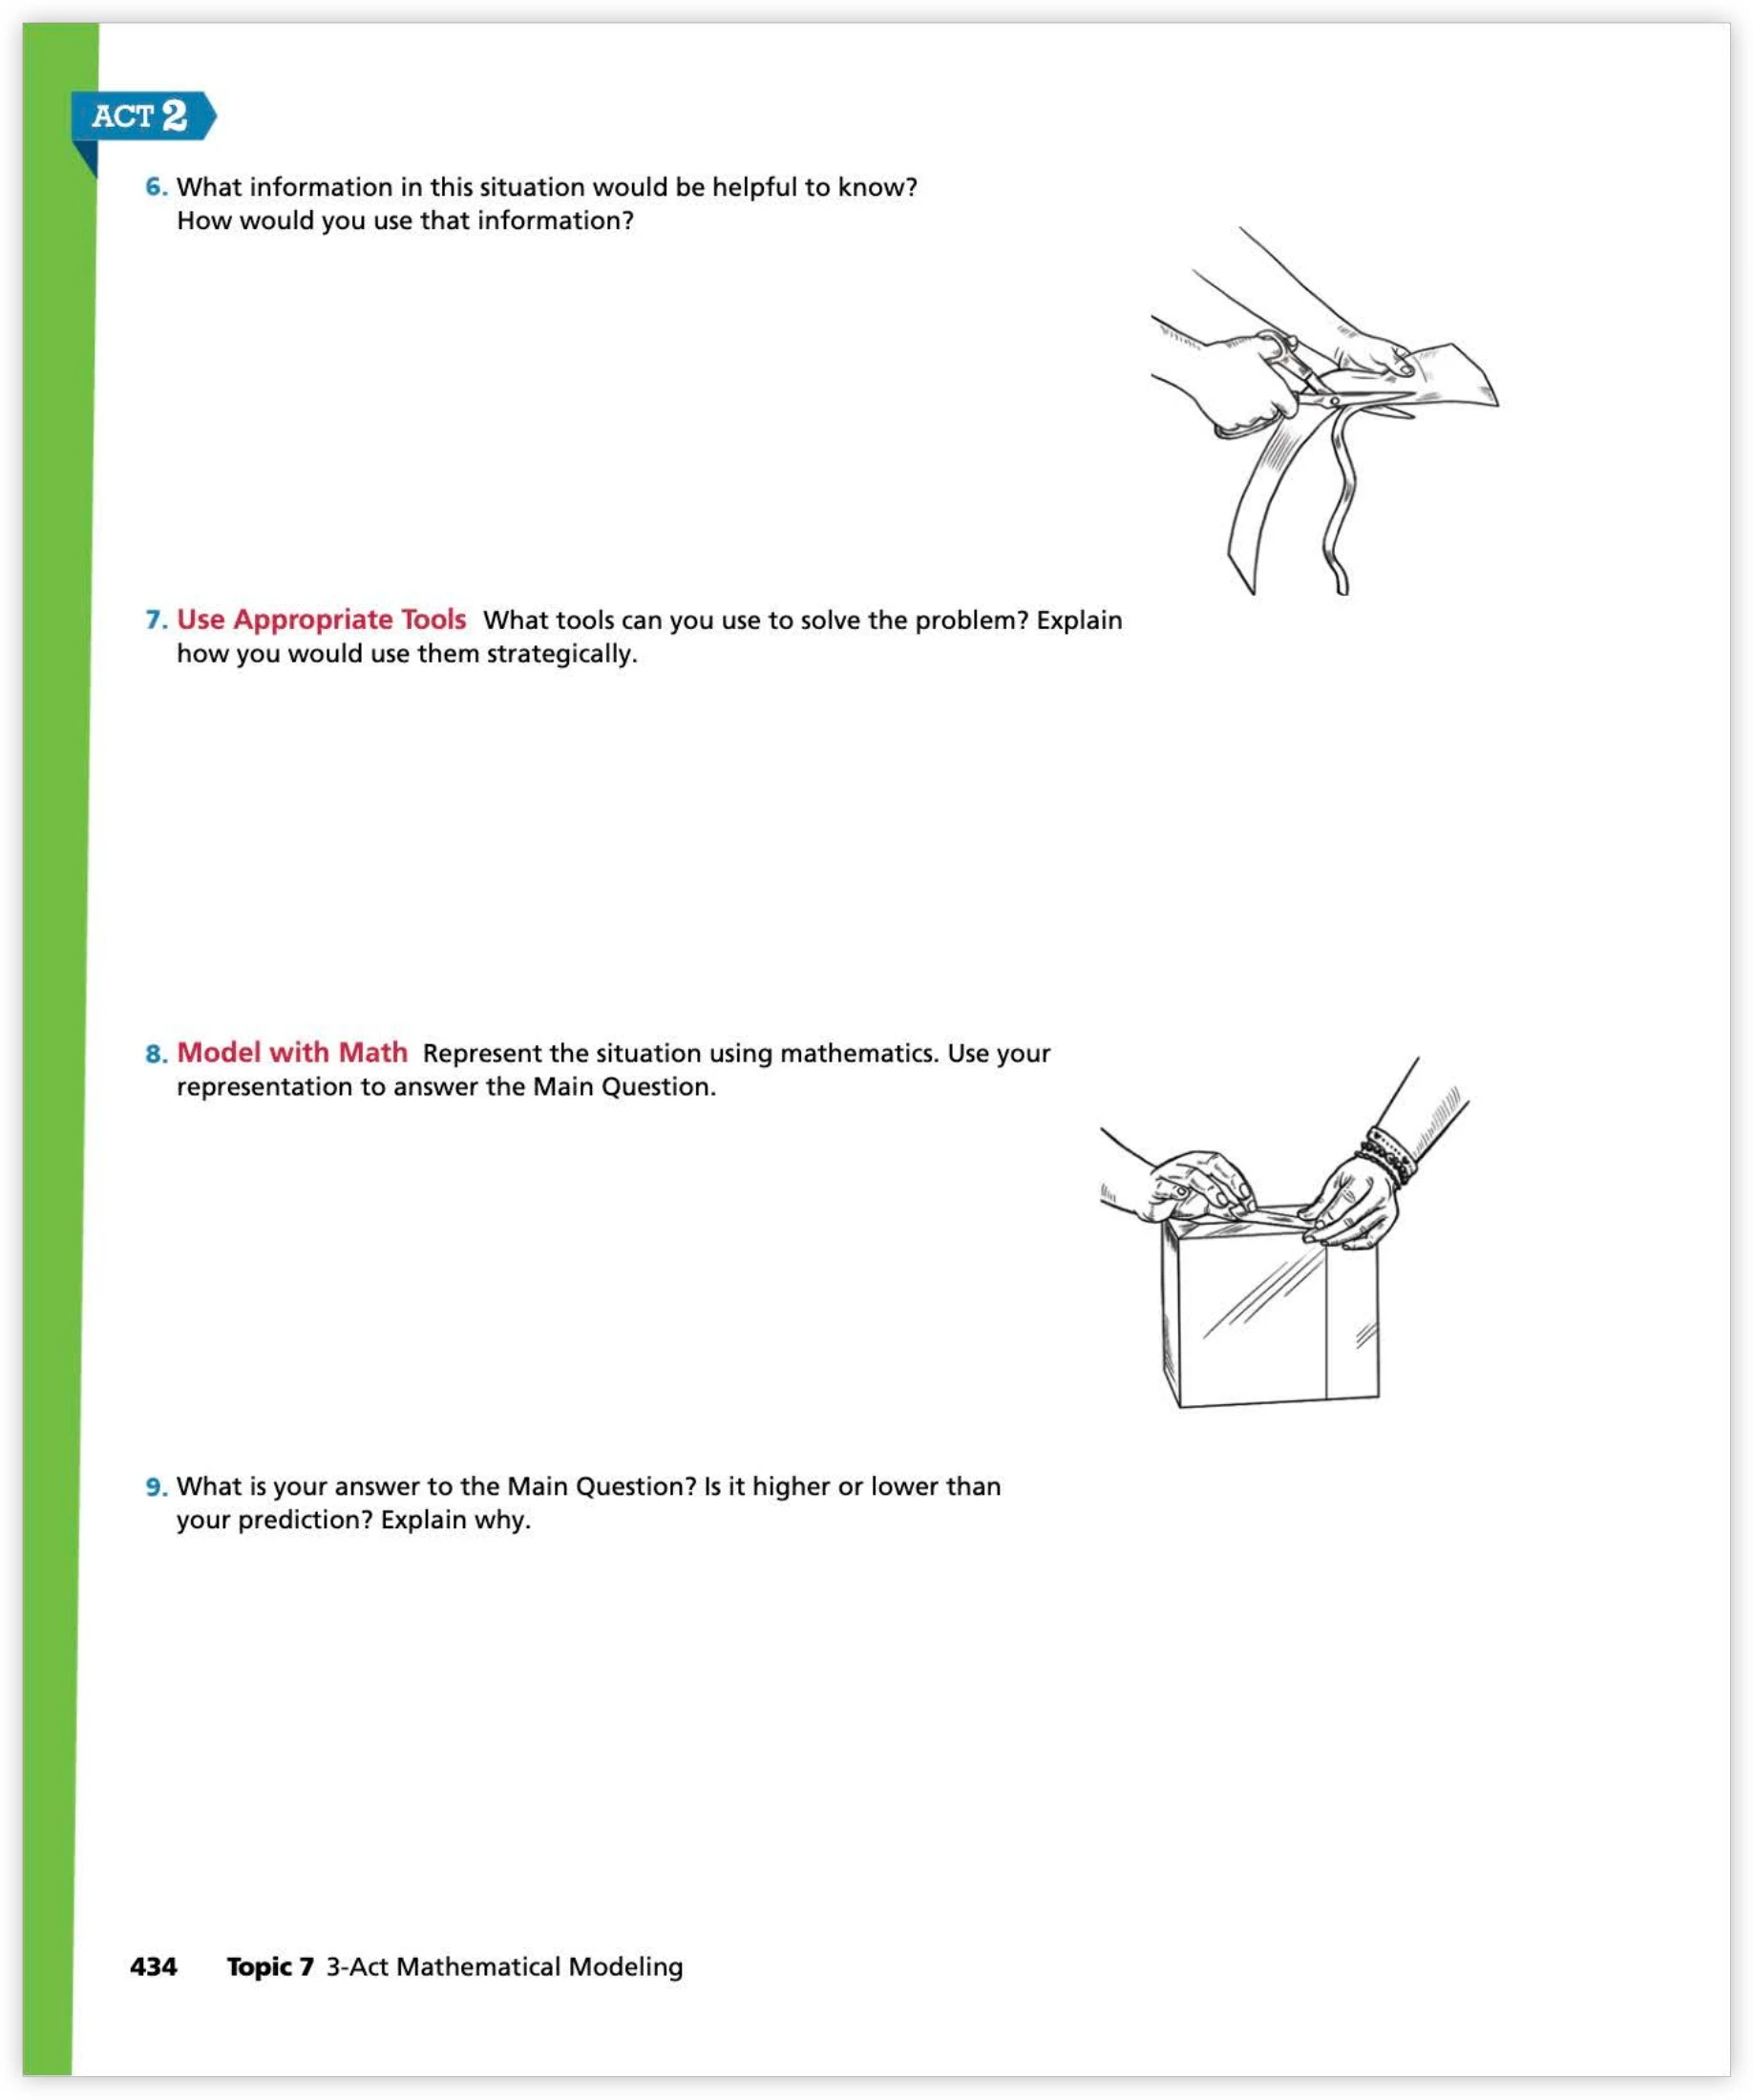 ACT 2
6. What information in this situation would be helpful to know?
How would you use that information?
7. Use Appropriate Tools What tools can you use to solve the problem? Explain
how you would use them strategically.
8. Model with Math Represent the situation using mathematics. Use your
representation to answer the Main Question.
9. What is your answer to the Main Question? Is it higher or lower than
your prediction? Explain why.
434 Topic 7 3-Act Mathematical Modeling